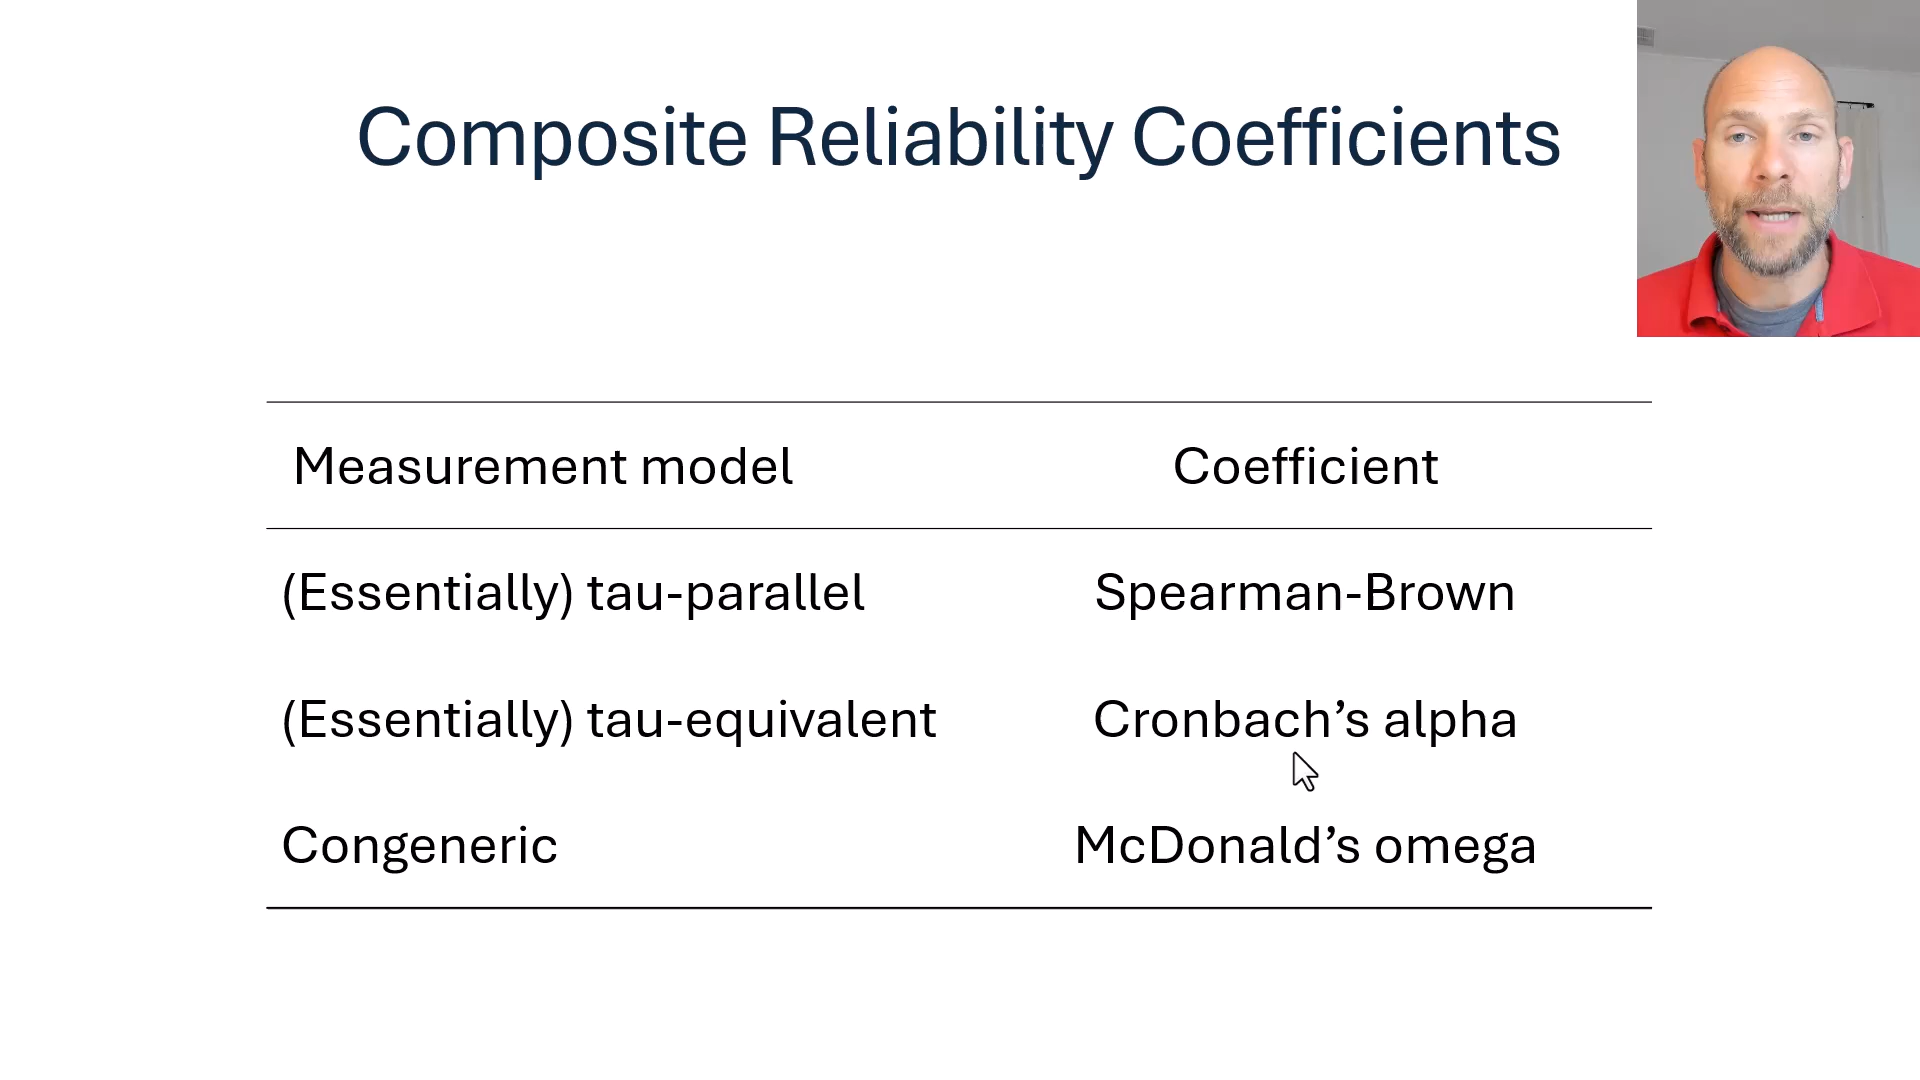 Composite Reliability Coefficients
Measurement model Coefficient
(Essentially) tau-parallel Spearman-Brown
(Essentially) tau-equivalent Cronbach’s alpha
Congeneric McDonald’s omega